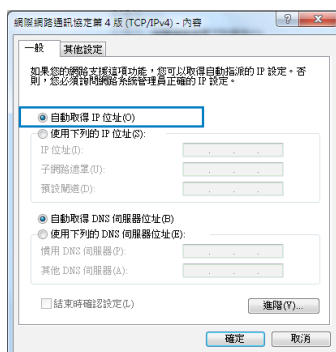 網際網路通訊協定第 4 版 (TCP/IPv4) - 內容
一般
其他設定
如果您的網路支援這項功能，您可以取得自動指派的 IP 設定。否
則，您必須詢問網路系統管理員正確的 IP 設定。
自動取得 IP 位址(O)
使用下列的 IP 位址(S):
IP 位址(I):
子網路遮罩(U):
預設閘道(D):
自動取得 DNS 伺服器位址(B)
使用下列的 DNS 伺服器位址(E):
慣用 DNS 伺服器(P):
其他 DNS 伺服器(A):
結束時確認設定(L)
進階(V)...
確定
取消